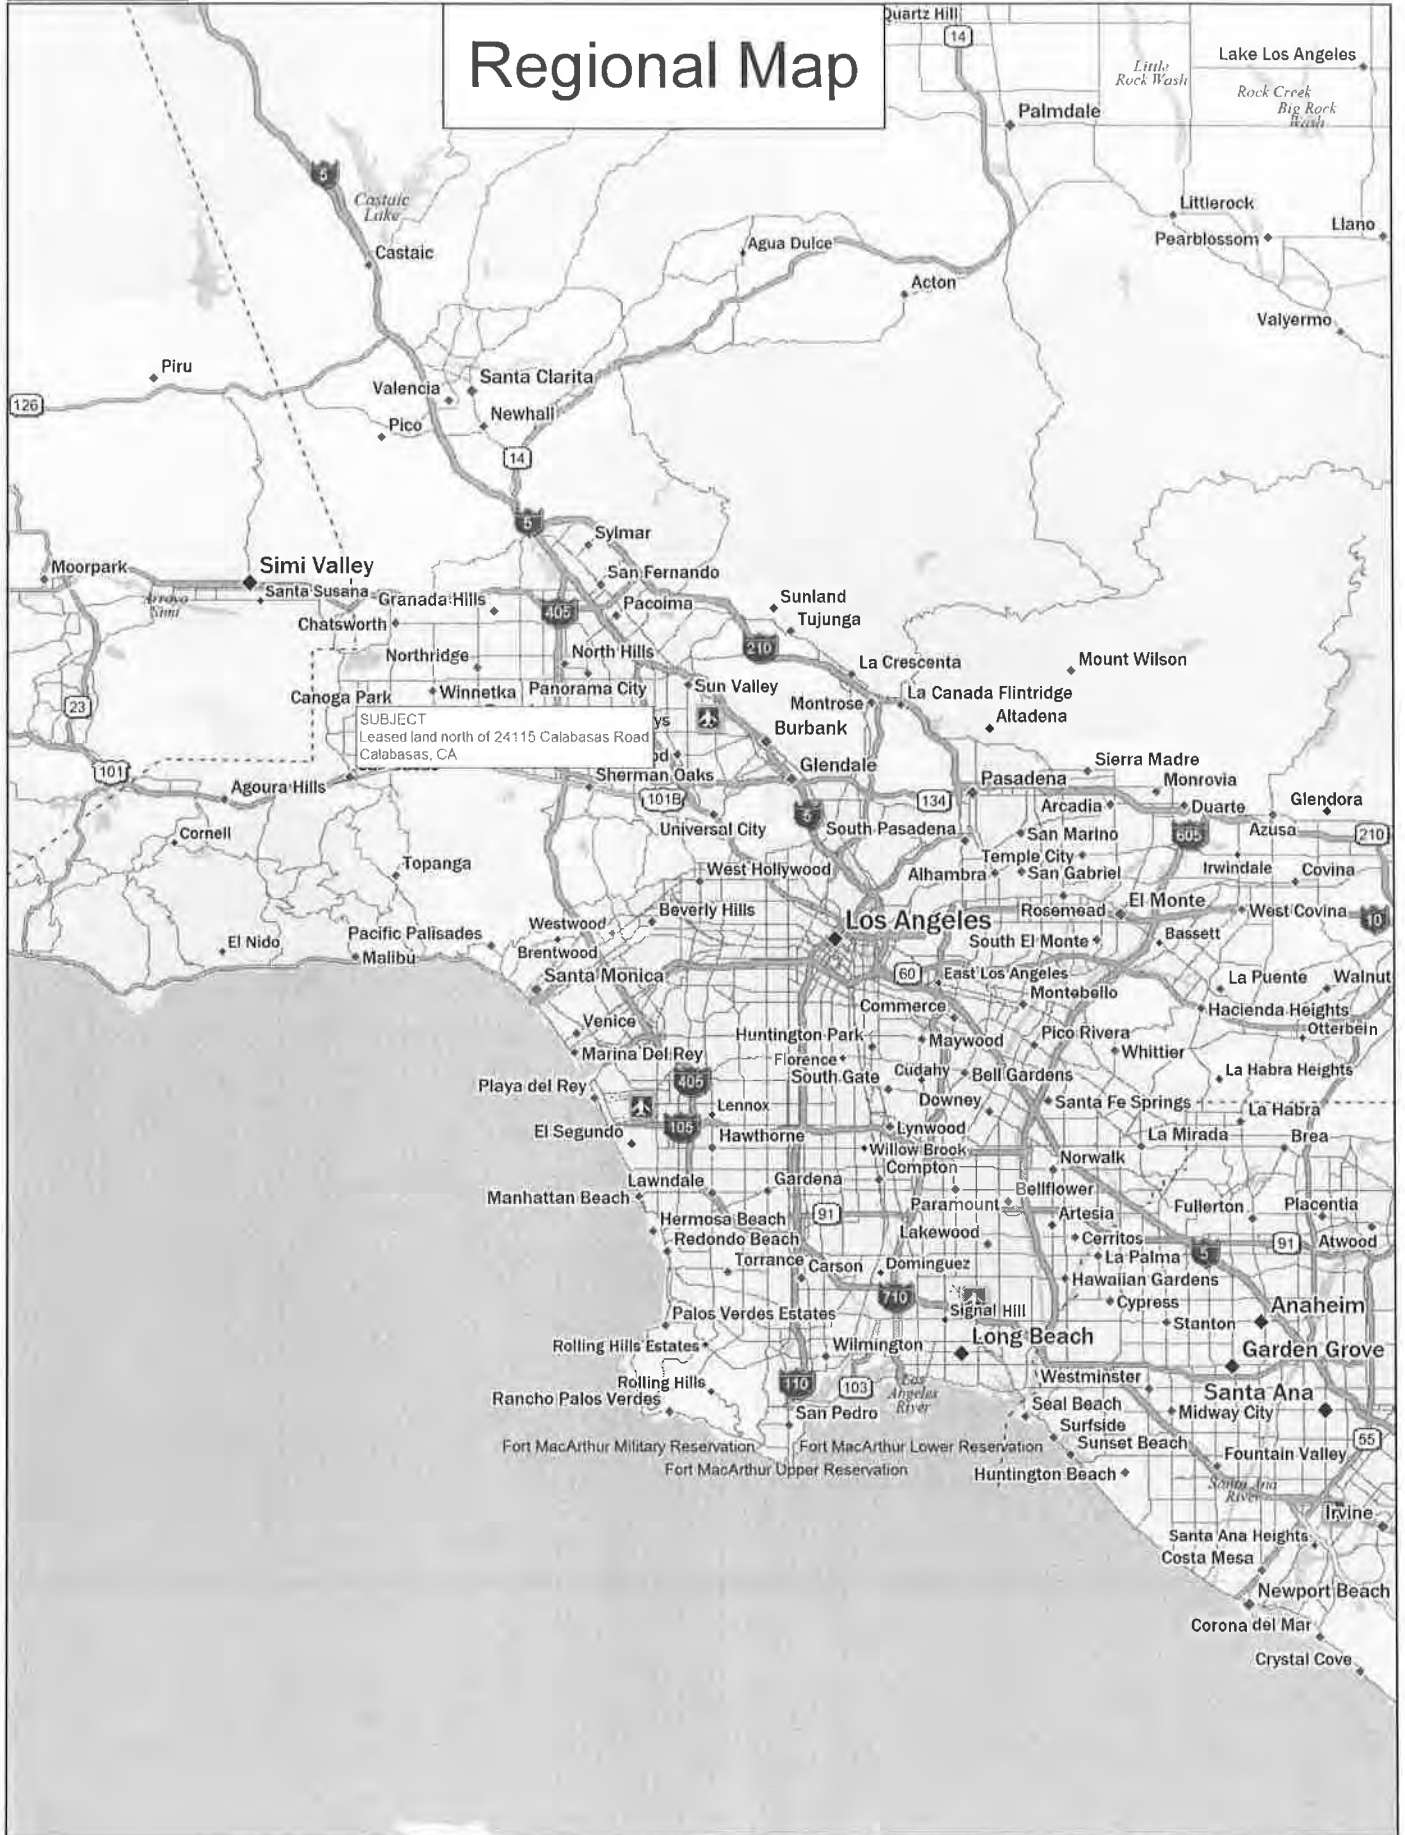 Regional Map
Quartz Hill
14
Lake Los Angeles
Little
Rock Wash
Rock Creek
Big Rock
Wash
Palmdale
5
Castaic
Lake
Littlerock
Llano
Pearblossom
Castaic
Agua Dulce
Acton
Valyermo
Piru
Santa Clarita
Valencia
126
Newhall
Pico
14
5
Sylmar
Moorpark
Simi Valley
San Fernando
Santa Susana
Granada Hills
Arroyo
Simi
405
Pacoima
Sunland
Tujunga
Chatsworth
210
Northridge
North Hills
La Crescenta
Mount Wilson
Canoga Park
Winnetka
Panorama City
Sun Valley
La Canada Flintridge
23
Montrose
Altadena
SUBJECT
Leased land north of 24115 Calabasas Road
Calabasas, CA
ys
od
Burbank
101
Agoura Hills
Sherman Oaks
Glendale
Sierra Madre
Pasadena
Monrovia
101B
134
Arcadia
Duarte
Glendora
5
Cornell
Universal City
South Pasadena
San Marino
605
Azusa
210
Topanga
West Hollywood
Temple City
Alhambra
San Gabriel
Irwindale
Covina
Beverly Hills
Los Angeles
Rosemead
El Monte
West Covina
10
Westwood
Pacific Palisades
El Nido
Malibu
Brentwood
South El Monte
Bassett
Santa Monica
60
East Los Angeles
La Puente
Walnut
Montebello
Commerce
Hacienda Heights
Venice
Huntington Park
Maywood
Pico Rivera
Otterbein
Marina Del Rey
Florence
Whittier
Playa del Rey
405
South Gate
Cudahy
Bell Gardens
La Habra Heights
Lennox
Downey
Santa Fe Springs
La Habra
El Segundo
105
Hawthorne
Lynwood
La Mirada
Brea
Willow Brook
Norwalk
Compton
Lawndale
Gardena
Bellflower
Manhattan Beach
Paramount
Fullerton
Placentia
Hermosa Beach
91
Artesia
Redondo Beach
Lakewood
Cerritos
5
91
Atwood
Torrance
Carson
Dominguez
La Palma
Hawaiian Gardens
710
Cypress
Anaheim
Palos Verdes Estates
Signal Hill
Stanton
Rolling Hills Estates
Wilmington
Long Beach
Garden Grove
Rolling Hills
110
103
Los
Angeles
River
Westminster
Santa Ana
Rancho Palos Verdes
San Pedro
Seal Beach
Midway City
Surfside
55
Fort MacArthur Military Reservation
Fort MacArthur Lower Reservation
Sunset Beach
Fountain Valley
Fort MacArthur Upper Reservation
Huntington Beach
Santa Ana
River
Irvine
Santa Ana Heights
Costa Mesa
Newport Beach
Corona del Mar
Crystal Cove